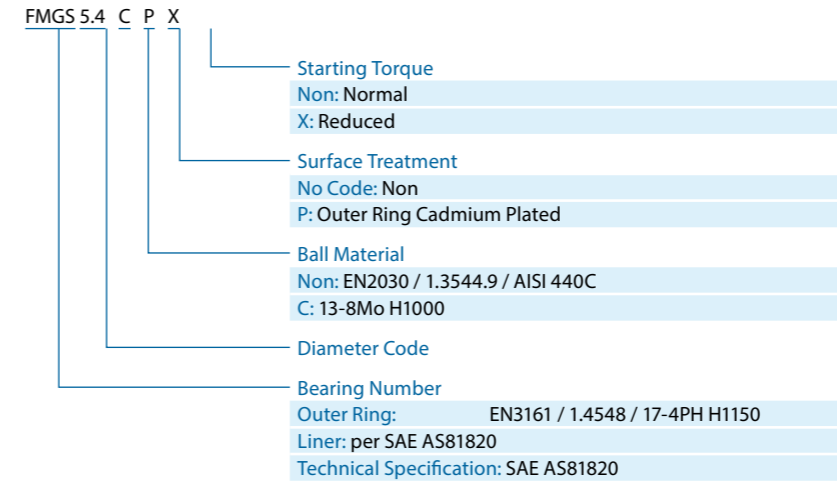 FMGS 5.4 C P X
Starting Torque
Non: Normal
X: Reduced
Surface Treatment
No Code: Non
P: Outer Ring Cadmium Plated
Ball Material
Non: EN2030 / 1.3544.9 / AISI 440C
C: 13-8Mo H1000
Diameter Code
Bearing Number
Outer Ring: EN3161 / 1.4548 / 17-4PH H1150
Liner: per SAE AS81820
Technical Specification: SAE AS81820